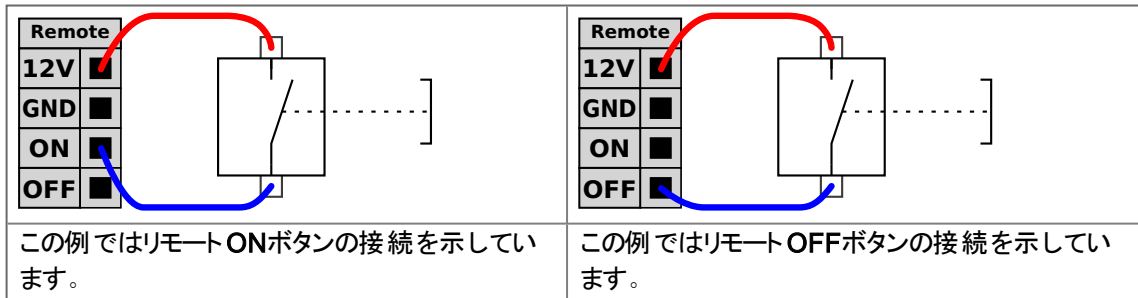 Remote
12V
GND
ON
OFF
Remote
12V
GND
ON
OFF
この例ではリモートONボタンの接続を示してい
ます。
この例ではリモートOFFボタンの接続を示してい
ます。